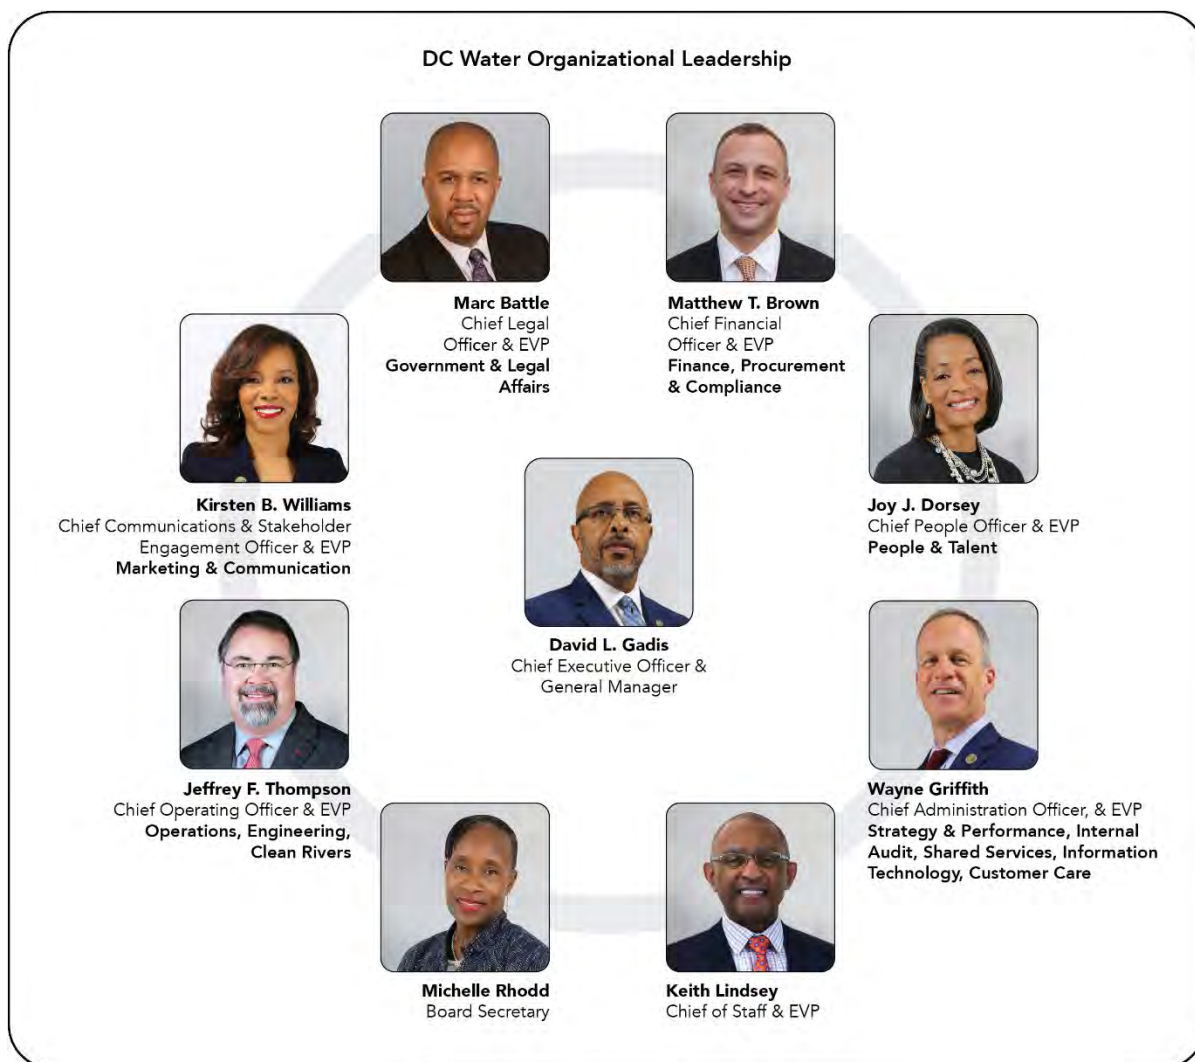 DC Water Organizational Leadership
Marc Battle
Chief Legal
Officer & EVP
Government & Legal
Affairs
Matthew T. Brown
Chief Financial
Officer & EVP
Finance, Procurement
& Compliance
Kirsten B. Williams
Chief Communications & Stakeholder
Engagement Officer & EVP
Marketing & Communication
Joy J. Dorsey
Chief People Officer & EVP
People & Talent
David L. Gadis
Chief Executive Officer &
General Manager
Jeffrey F. Thompson
Chief Operating Officer & EVP
Operations, Engineering,
Clean Rivers
Wayne Griffith
Chief Administration Officer, & EVP
Strategy & Performance, Internal
Audit, Shared Services, Information
Technology, Customer Care
Michelle Rhodd
Board Secretary
Keith Lindsey
Chief of Staff & EVP